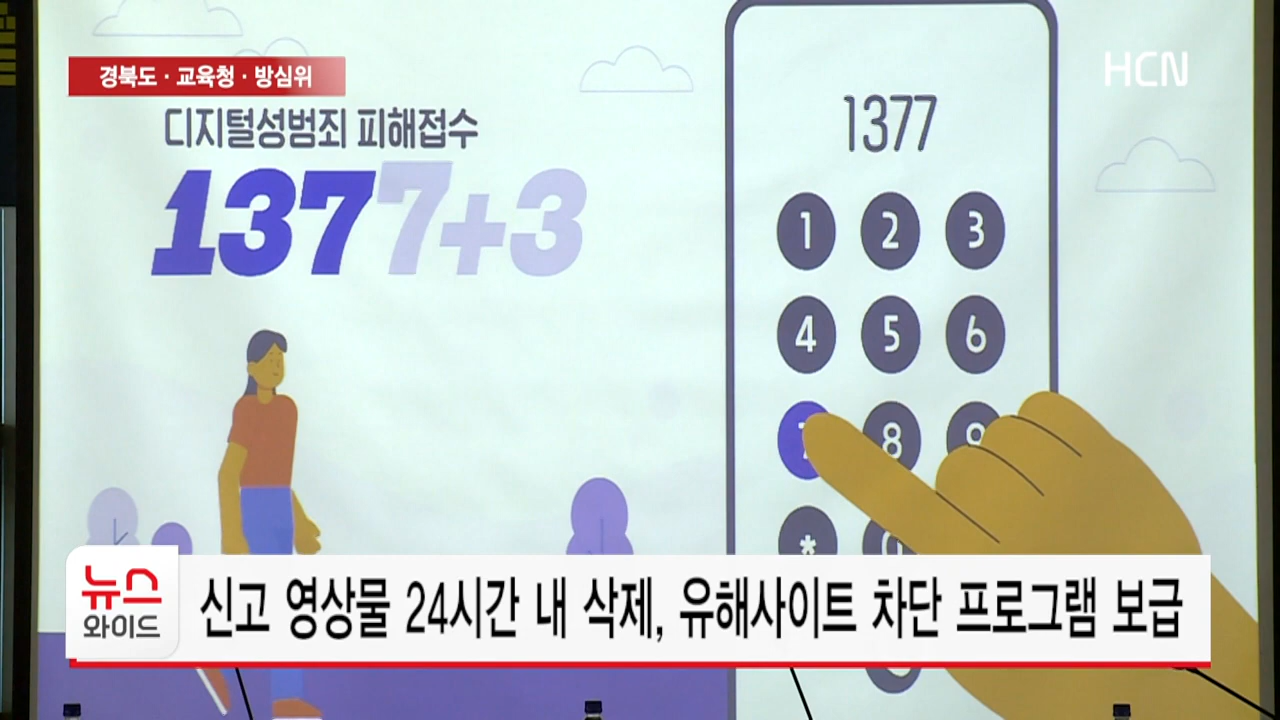 경북도·교육청·방심위
HCN
디지털성범죄 피해접수
1377+3
1377
1 2 3
4 5 6
7 8 9
* 0
뉴스
와이드
신고 영상물 24시간 내 삭제, 유해사이트 차단 프로그램 보급